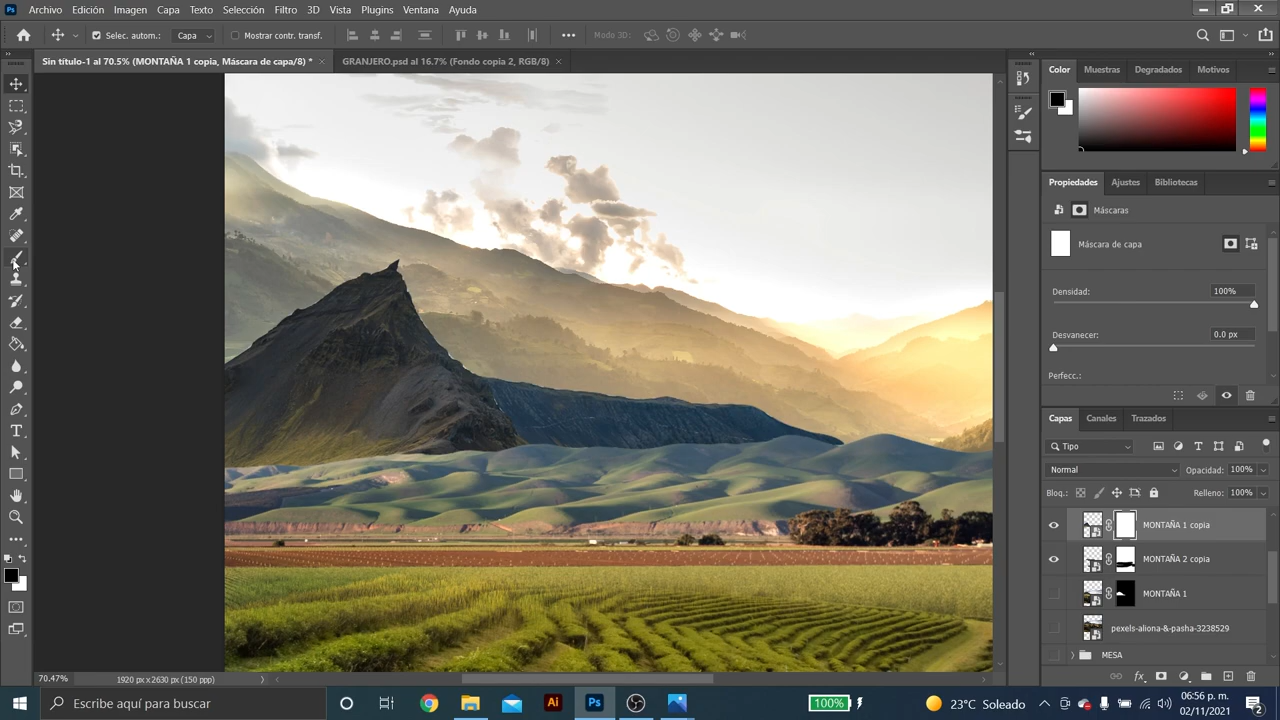 Archivo Edición Imagen Capa Texto Selección Filtro 3D Vista Plugins Ventana Ayuda
Selec. autom.: Capa Mostrar contr. transf. Modo 3D:
Sin título-1 al 70.5% (MONTAÑA 1 copia, Máscara de capa/8) * GRANJERO.psd al 16.7% (Fondo copia 2, RGB/8)
Color Muestras Degradados Motivos
Propiedades Ajustes Bibliotecas
Máscaras
Máscara de capa
Densidad: 100%
Desvanecer: 0.0 px
Perfecc.:
Capas Canales Trazados
Tipo
Normal Opacidad: 100%
Bloq.: Relleno: 100%
MONTAÑA 1 copia
MONTAÑA 2 copia
MONTAÑA 1
pexels-aliona-&-pasha-3238529
MESA
70.47% 1920 px x 2630 px (150 ppp)
Escribe aquí para buscar
100%
23°C Soleado
06:56 p. m.
02/11/2021